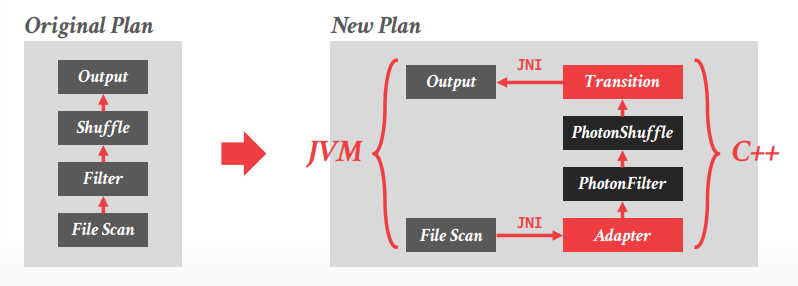 Original Plan
Output
Shuffle
Filter
File Scan
New Plan
JVM
Output
JNI
Transition
PhotonShuffle
PhotonFilter
File Scan
JNI
Adapter
C++